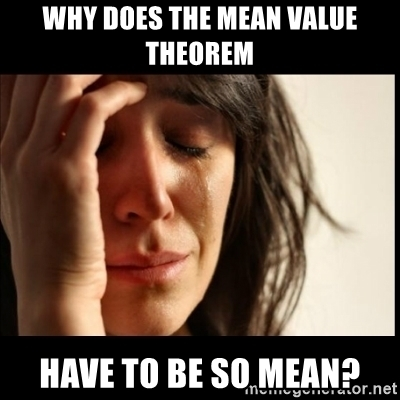 WHY DOES THE MEAN VALUE
THEOREM
HAVE TO BE SO MEAN?
memegenerator.net